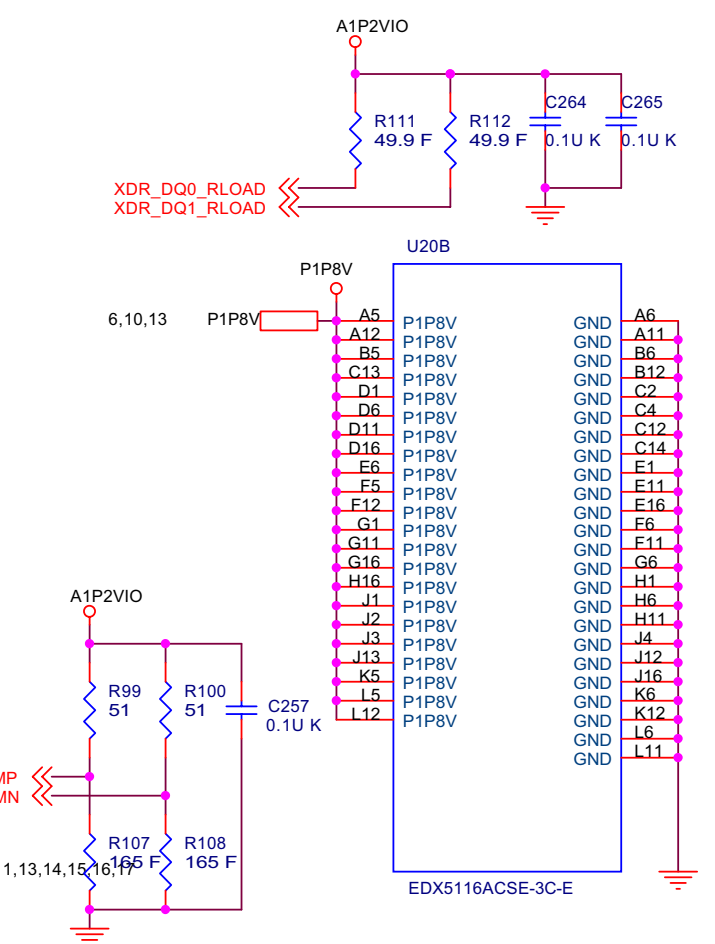 A1P2VIO
C264
C265
R111
R112
49.9 F
49.9 F
0.1U K
0.1U K
XDR_DQ0_RLOAD
XDR_DQ1_RLOAD
U20B
P1P8V
6,10,13
P1P8V
A5 P1P8V GND A6
A12 P1P8V GND A11
B5 P1P8V GND B6
C13 P1P8V GND B12
D1 P1P8V GND C2
D6 P1P8V GND C4
D11 P1P8V GND C12
D16 P1P8V GND C14
E6 P1P8V GND E1
F5 P1P8V GND E11
F12 P1P8V GND E16
G1 P1P8V GND F6
G11 P1P8V GND F11
G16 P1P8V GND G6
H16 P1P8V GND H1
J1 P1P8V GND H6
J2 P1P8V GND H11
J3 P1P8V GND J4
J13 P1P8V GND J12
K5 P1P8V GND J16
L5 P1P8V GND K6
L12 P1P8V GND K12
GND L6
GND L11
EDX5116ACSE-3C-E
A1P2VIO
R99
51
R100
51
C257
0.1U K
MP
MN
R107
165 F
R108
165 F
1,13,14,15,16,17